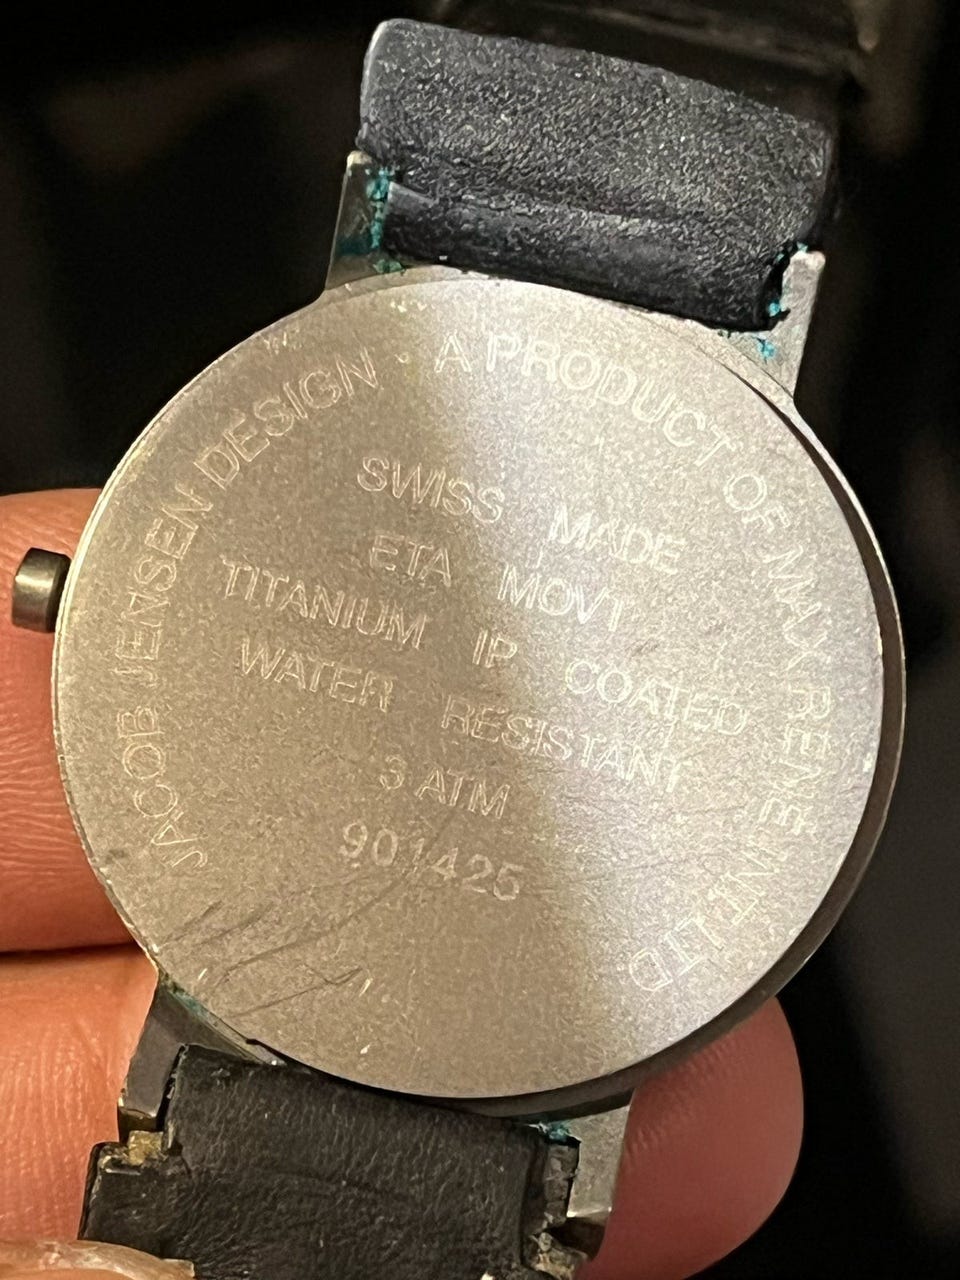 JACOB JENSEN DESIGN · A PRODUCT OF MAX RENE INT. LTD.
SWISS MADE
ETA MOVT
TITANIUM IP COATED
WATER RESISTANT
3 ATM
901425